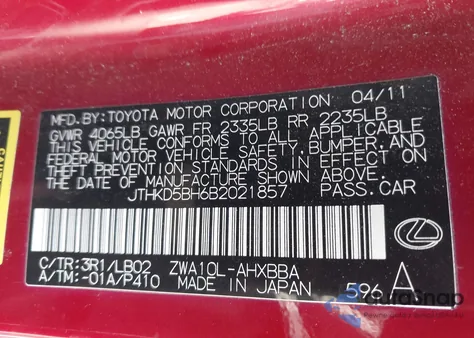 MFD.BY:TOYOTA MOTOR CORPORATION 04/11
GVWR 4065LB GAWR FR 2335LB RR 2235LB
THIS VEHICLE CONFORMS TO ALL APPLICABLE
FEDERAL MOTOR VEHICLE SAFETY,BUMPER,AND
THEFT PREVENTION STANDARDS IN EFFECT ON
THE DATE OF MANUFACTURE SHOWN ABOVE.
JTHKD5BH6B2021857 PASS.CAR
C/TR:3R1/LB02 ZWA10L-AHXBBA
A/TM:-01A/P410 MADE IN JAPAN 596 A